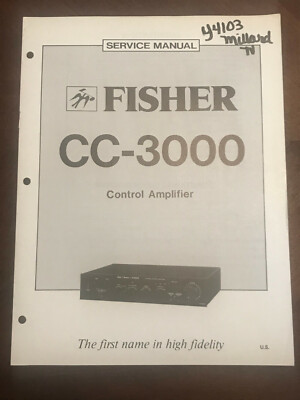 Y4103
Millard
N
SERVICE MANUAL
FISHER
CC-3000
Control Amplifier
The first name in high fidelity
U.S.